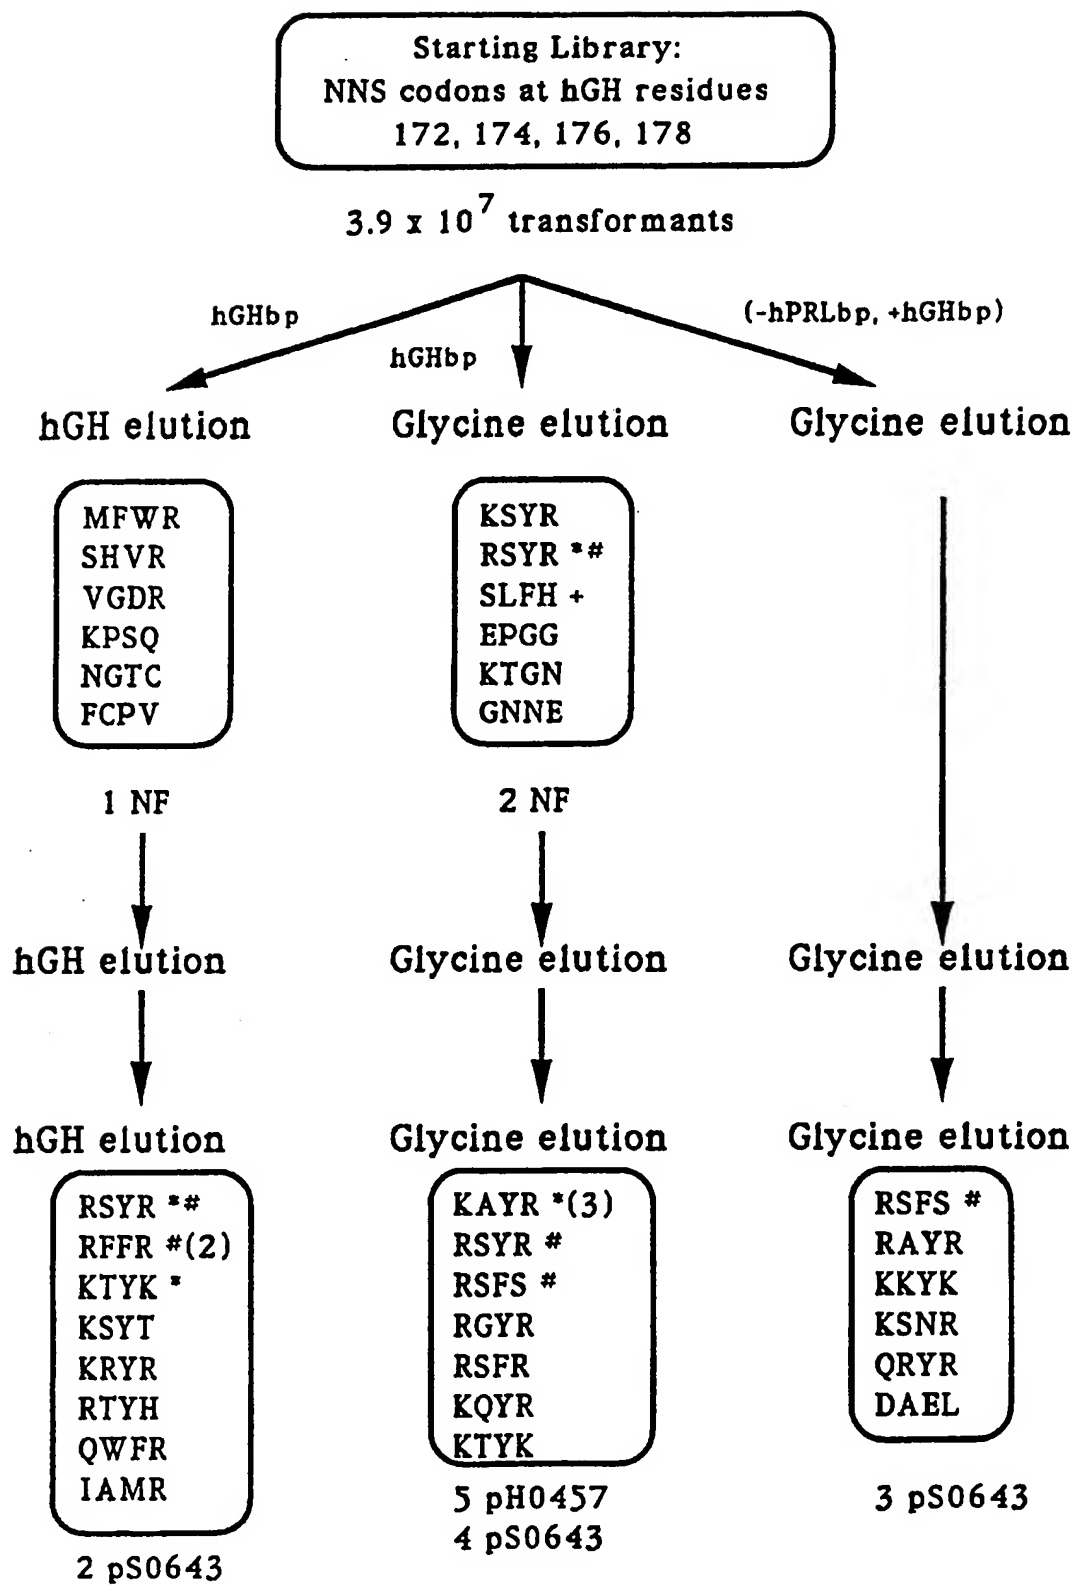 Starting Library:
NNS codons at hGH residues
172, 174, 176, 178
3.9 x 10^7 transformants
hGHbp
hGHbp
(-hPRLbp, +hGHbp)
hGH elution
Glycine elution
Glycine elution
MFWR
SHVR
VGDR
KPSQ
NGTC
FCPV
1 NF
KSYR
RSYR *#
SLFH +
EPGG
KTGN
GNNE
2 NF
hGH elution
Glycine elution
Glycine elution
hGH elution
Glycine elution
Glycine elution
RSYR *#
RFFR #(2)
KTYK *
KSYT
KRYR
RTYH
QWFR
IAMR
2 pS0643
KAYR *(3)
RSYR #
RSFS #
RGYR
RSFR
KQYR
KTYK
5 pH0457
4 pS0643
RSFS #
RAYR
KKYK
KSNR
QRYR
DAEL
3 pS0643